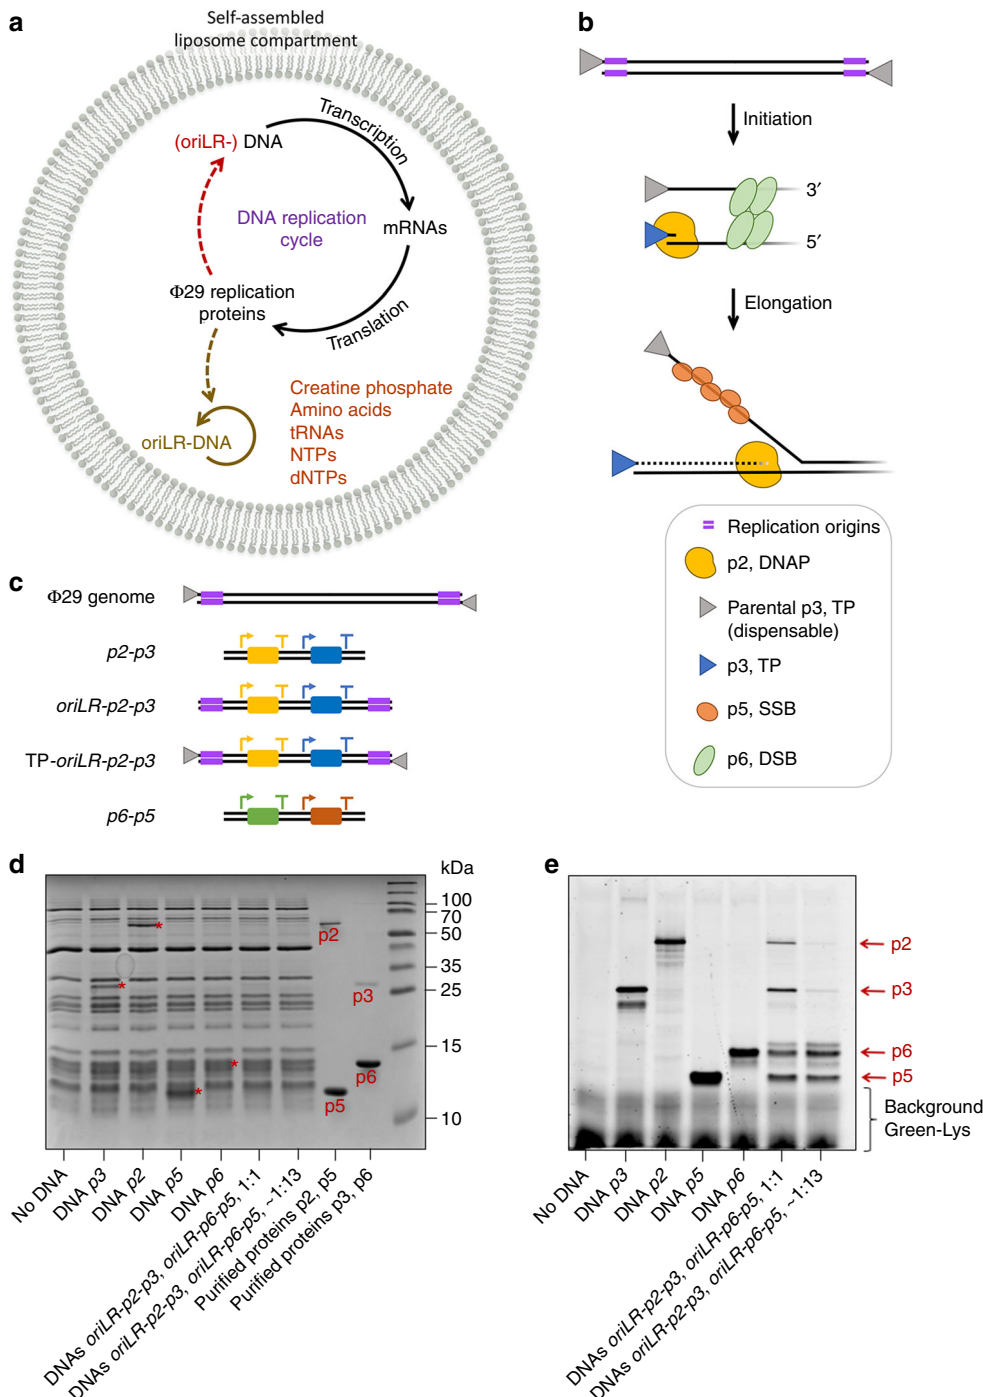 a
Self-assembled
liposome compartment
(oriLR-) DNA
Transcription
mRNAs
DNA replication
cycle
Φ29 replication
proteins
Translation
oriLR-DNA
Creatine phosphate
Amino acids
tRNAs
NTPs
dNTPs
b
Initiation
3′
5′
Elongation
Replication origins
p2, DNAP
Parental p3, TP
(dispensable)
p3, TP
p5, SSB
p6, DSB
c
Φ29 genome
p2-p3
oriLR-p2-p3
TP-oriLR-p2-p3
p6-p5
d
kDa
100
70
50
35
25
15
10
*
*
*
*
p2
p3
p6
p5
No DNA
DNA p3
DNA p2
DNA p5
DNA p6
DNAs oriLR-p2-p3, oriLR-p6-p5, 1:1
DNAs oriLR-p2-p3, oriLR-p6-p5, ~1:13
Purified proteins p2, p5
Purified proteins p3, p6
e
p2
p3
p6
p5
Background
Green-Lys
No DNA
DNA p3
DNA p2
DNA p5
DNA p6
DNAs oriLR-p2-p3, oriLR-p6-p5, 1:1
DNAs oriLR-p2-p3, oriLR-p6-p5, ~1:13